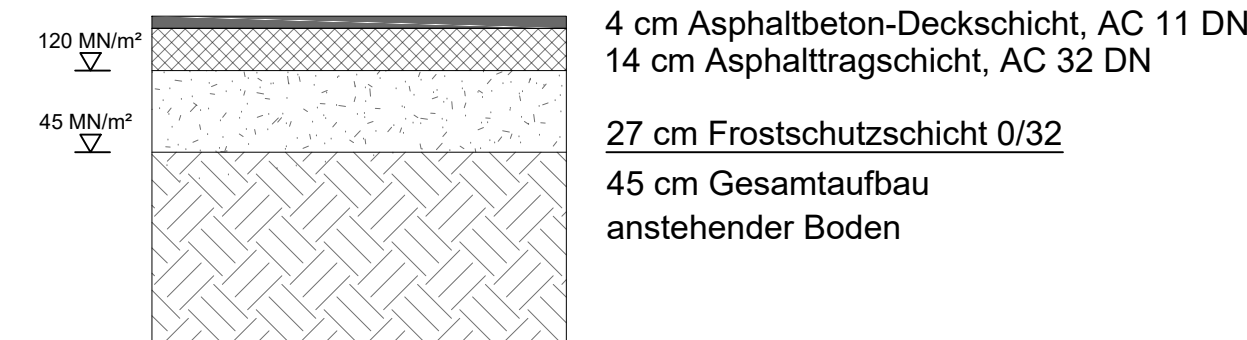 120 MN/m²
45 MN/m²
4 cm Asphaltbeton-Deckschicht, AC 11 DN
14 cm Asphalttragschicht, AC 32 DN
27 cm Frostschutzschicht 0/32
45 cm Gesamtaufbau
anstehender Boden